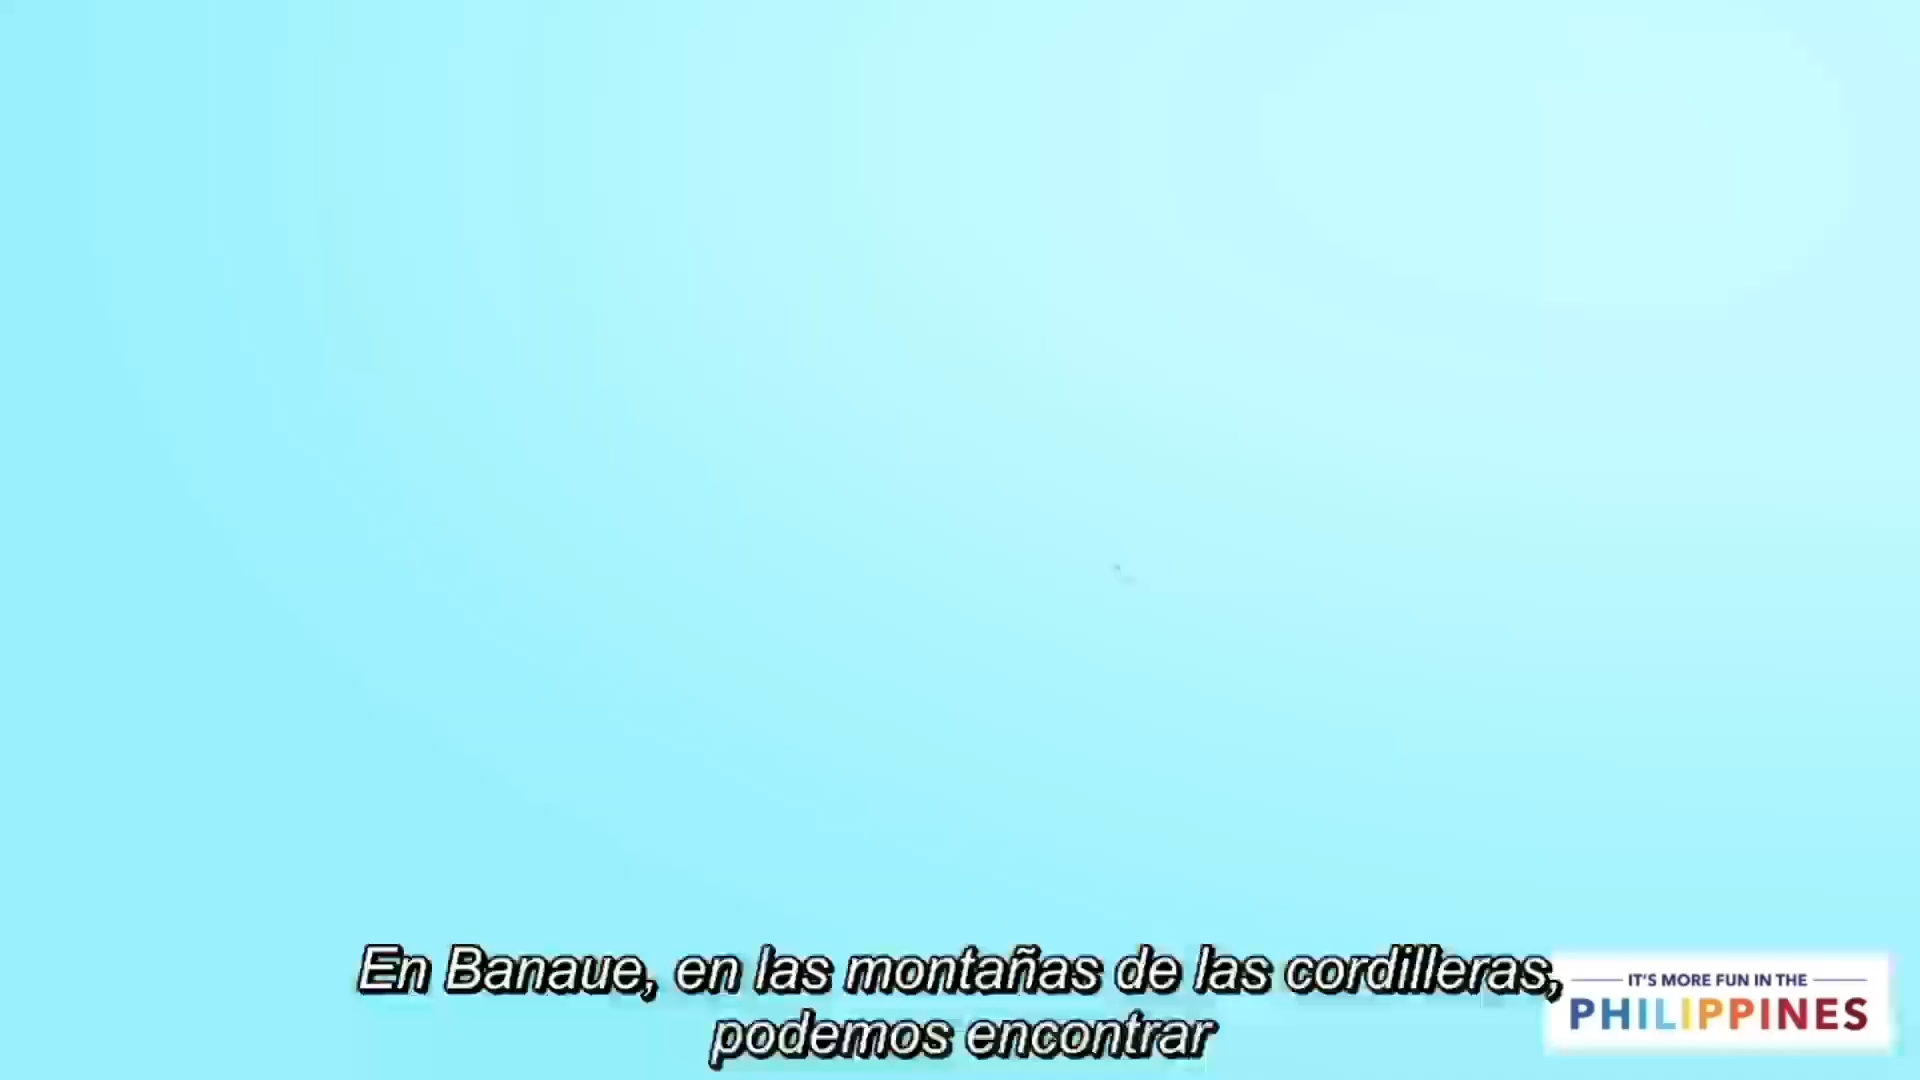 En Banaue, en las montañas de las cordilleras,
podemos encontrar
IT'S MORE FUN IN THE
PHILIPPINES